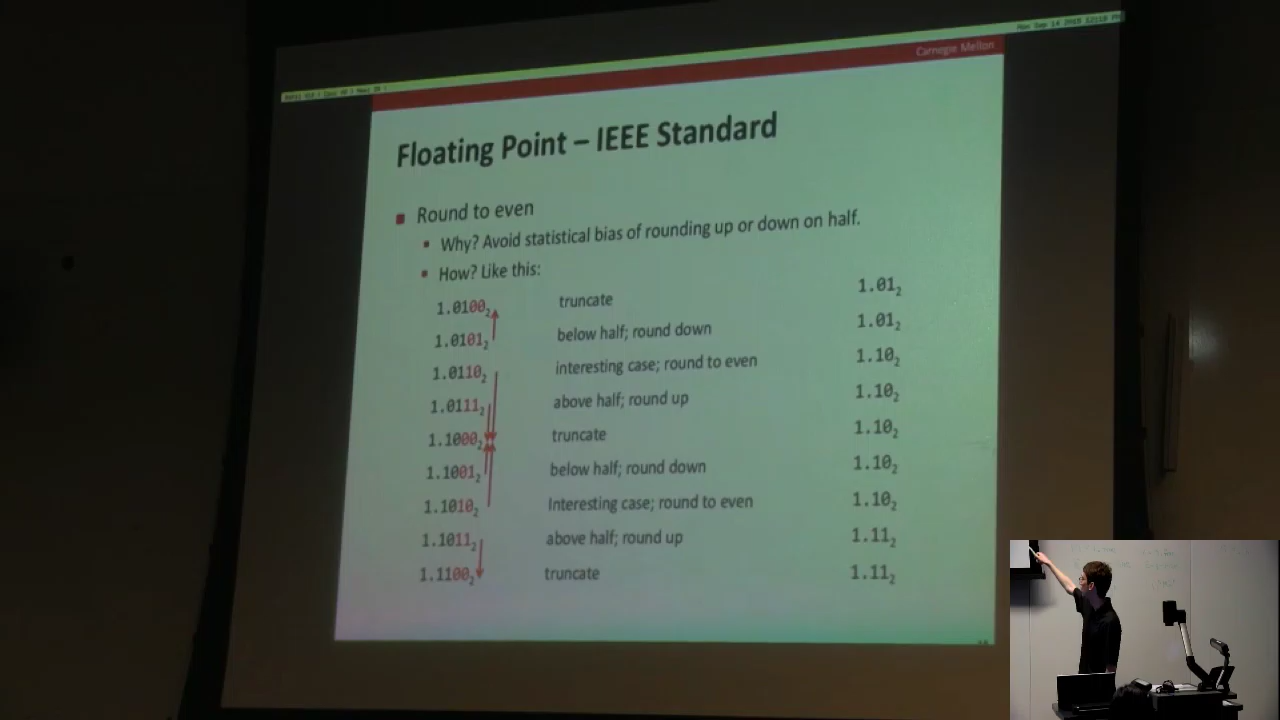 Carnegie Mellon
Floating Point – IEEE Standard
Round to even
Why? Avoid statistical bias of rounding up or down on half.
How? Like this:
1.0100₂ truncate 1.01₂
1.0101₂ below half; round down 1.01₂
1.0110₂ interesting case; round to even 1.10₂
1.0111₂ above half; round up 1.10₂
1.1000₂ truncate 1.10₂
1.1001₂ below half; round down 1.10₂
1.1010₂ Interesting case; round to even 1.10₂
1.1011₂ above half; round up 1.11₂
1.1100₂ truncate 1.11₂